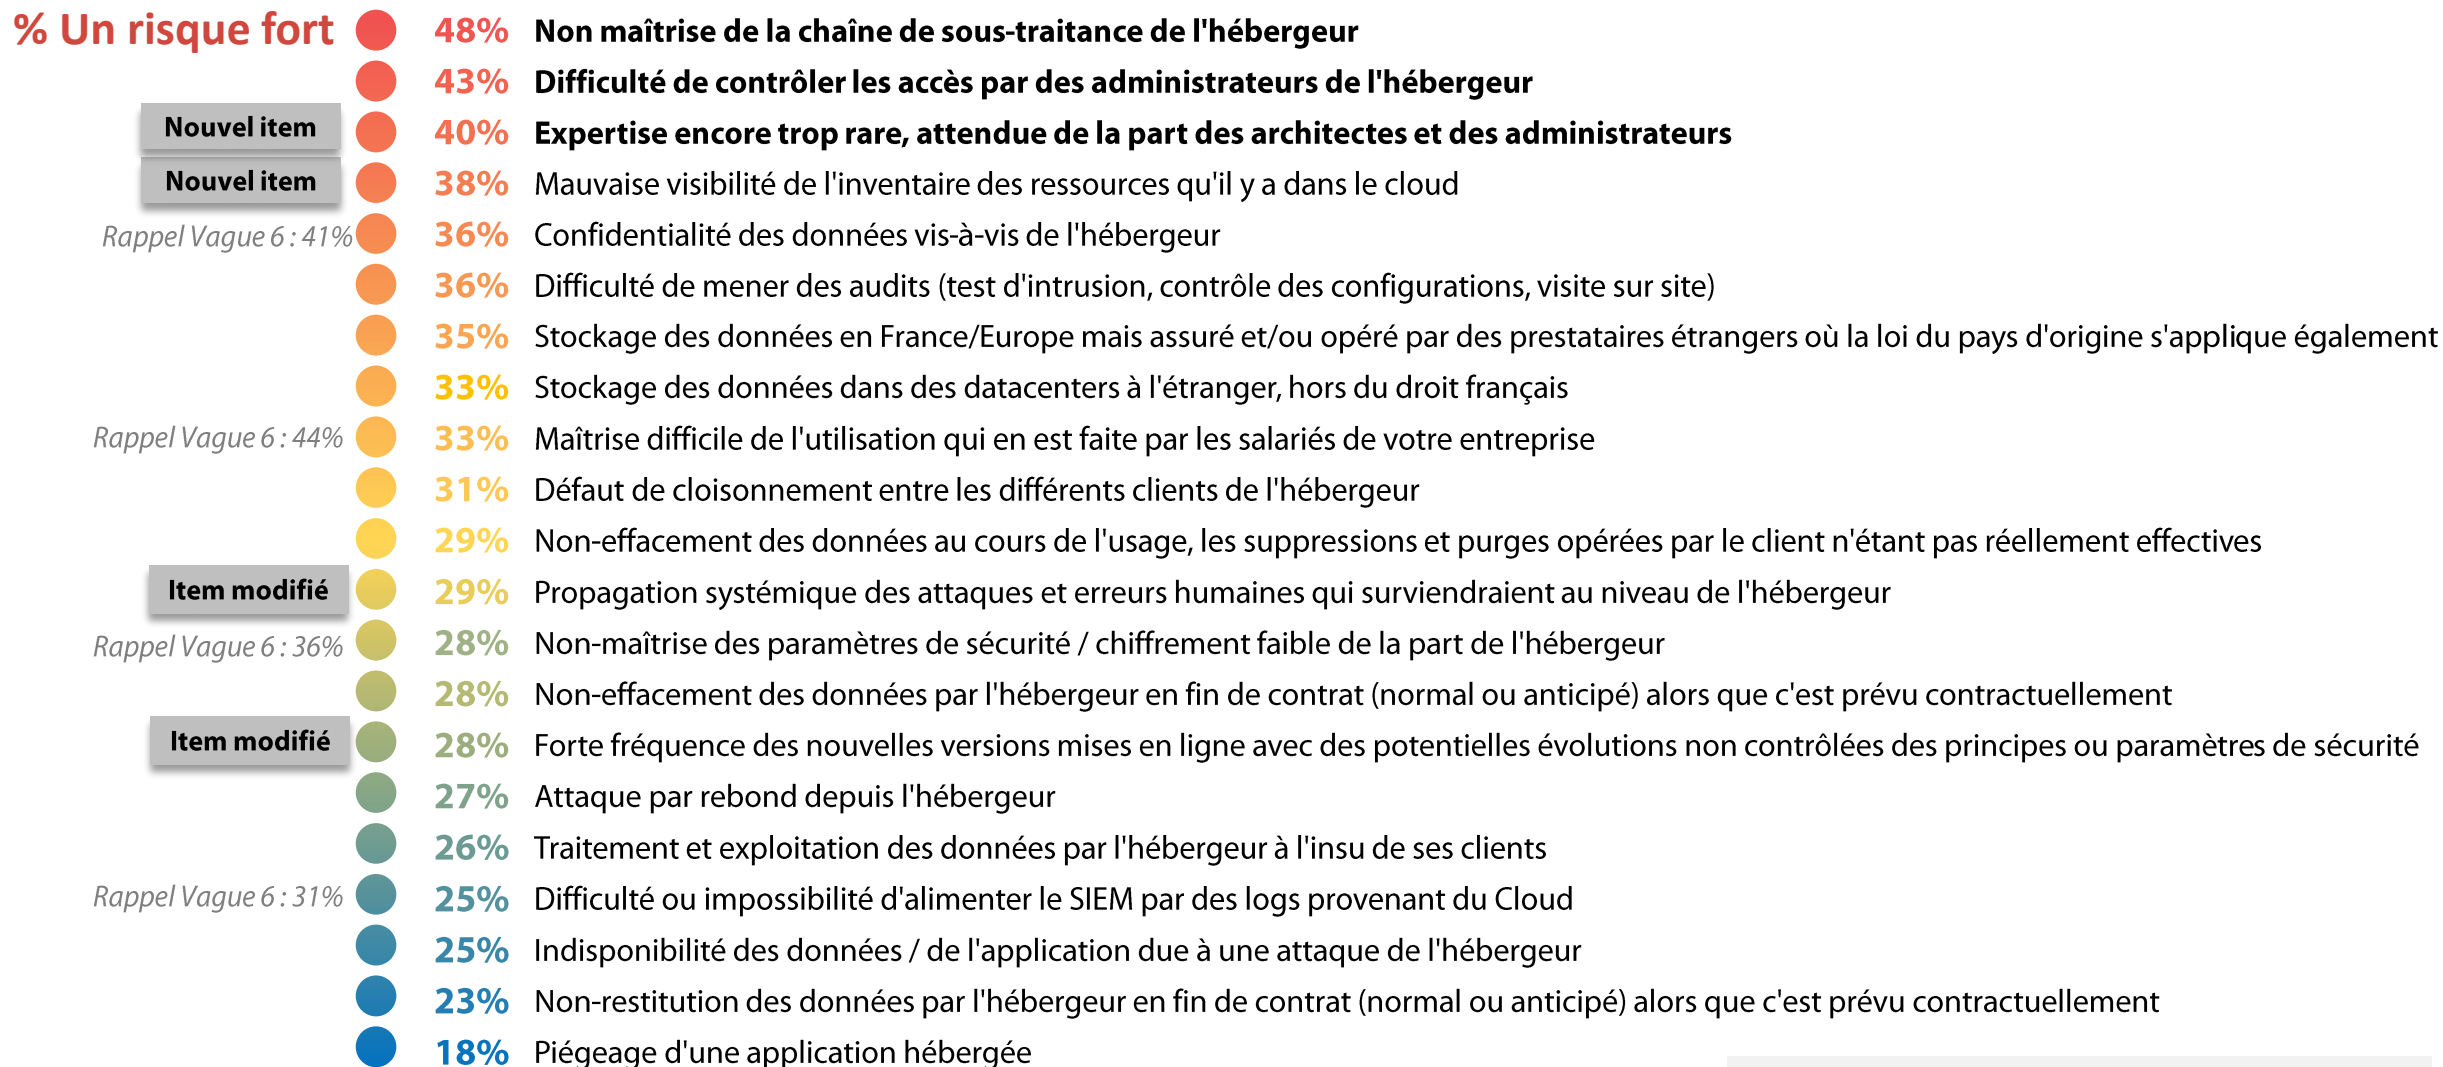 % Un risque fort 48% Non maîtrise de la chaîne de sous-traitance de l'hébergeur
43% Difficulté de contrôler les accès par des administrateurs de l'hébergeur
Nouvel item 40% Expertise encore trop rare, attendue de la part des architectes et des administrateurs
Nouvel item 38% Mauvaise visibilité de l'inventaire des ressources qu'il y a dans le cloud
Rappel Vague 6 : 41% 36% Confidentialité des données vis-à-vis de l'hébergeur
36% Difficulté de mener des audits (test d'intrusion, contrôle des configurations, visite sur site)
35% Stockage des données en France/Europe mais assuré et/ou opéré par des prestataires étrangers où la loi du pays d'origine s'applique également
33% Stockage des données dans des datacenters à l'étranger, hors du droit français
Rappel Vague 6 : 44% 33% Maîtrise difficile de l'utilisation qui en est faite par les salariés de votre entreprise
31% Défaut de cloisonnement entre les différents clients de l'hébergeur
29% Non-effacement des données au cours de l'usage, les suppressions et purges opérées par le client n'étant pas réellement effectives
Item modifié 29% Propagation systémique des attaques et erreurs humaines qui surviendraient au niveau de l'hébergeur
Rappel Vague 6 : 36% 28% Non-maîtrise des paramètres de sécurité / chiffrement faible de la part de l'hébergeur
28% Non-effacement des données par l'hébergeur en fin de contrat (normal ou anticipé) alors que c'est prévu contractuellement
Item modifié 28% Forte fréquence des nouvelles versions mises en ligne avec des potentielles évolutions non contrôlées des principes ou paramètres de sécurité
27% Attaque par rebond depuis l'hébergeur
26% Traitement et exploitation des données par l'hébergeur à l'insu de ses clients
Rappel Vague 6 : 31% 25% Difficulté ou impossibilité d'alimenter le SIEM par des logs provenant du Cloud
25% Indisponibilité des données / de l'application due à une attaque de l'hébergeur
23% Non-restitution des données par l'hébergeur en fin de contrat (normal ou anticipé) alors que c'est prévu contractuellement
18% Piégeage d'une application hébergée